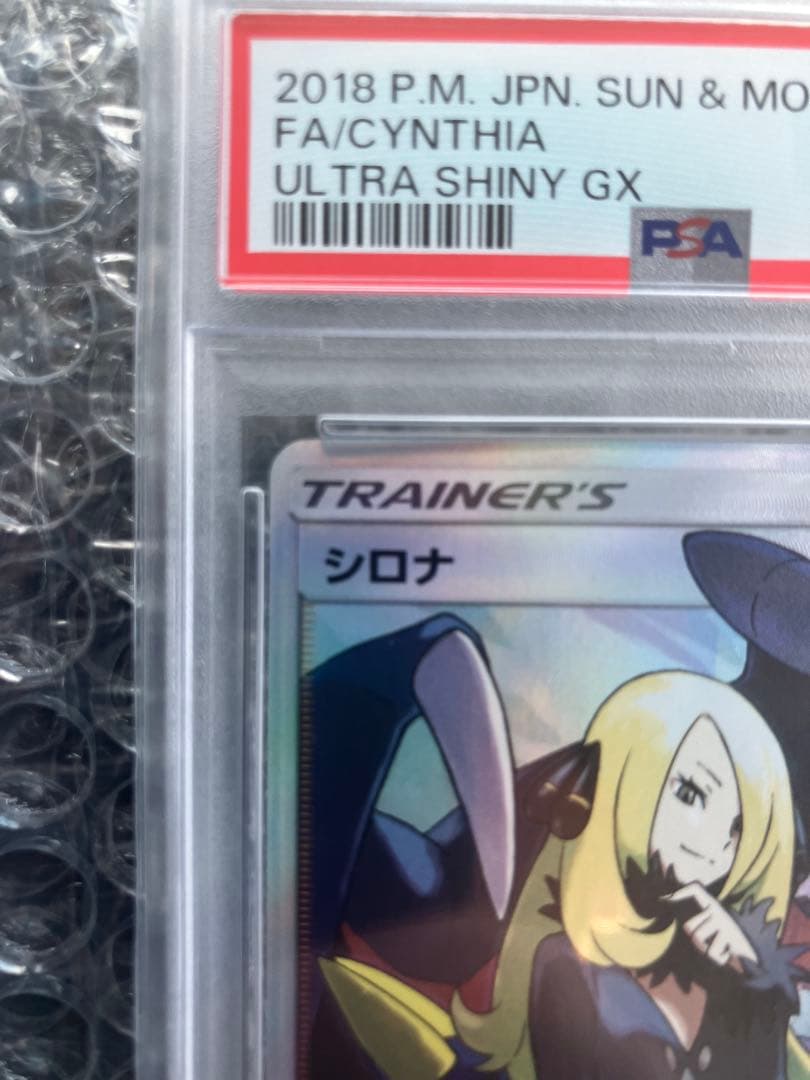 2018 P.M. JPN. SUN & MO
FA/CYNTHIA
ULTRA SHINY GX
PSA
TRAINER'S
シロナ